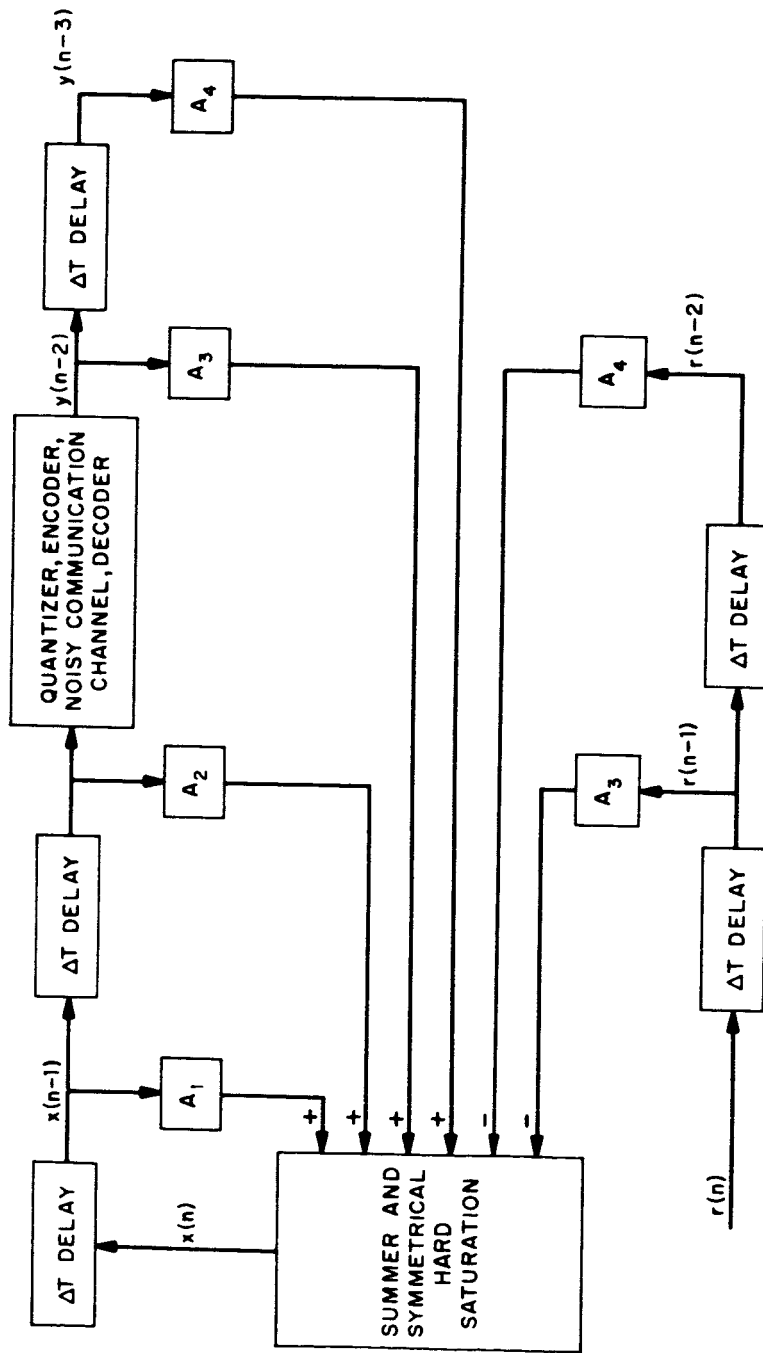 x(n)
ΔT DELAY
x(n-1)
A1
ΔT DELAY
A2
QUANTIZER, ENCODER,
NOISY COMMUNICATION
CHANNEL, DECODER
y(n-2)
A3
ΔT DELAY
y(n-3)
A4
SUMMER AND
SYMMETRICAL
HARD
SATURATION
+
+
+
+
-
-
r(n)
ΔT DELAY
r(n-1)
A3
ΔT DELAY
r(n-2)
A4